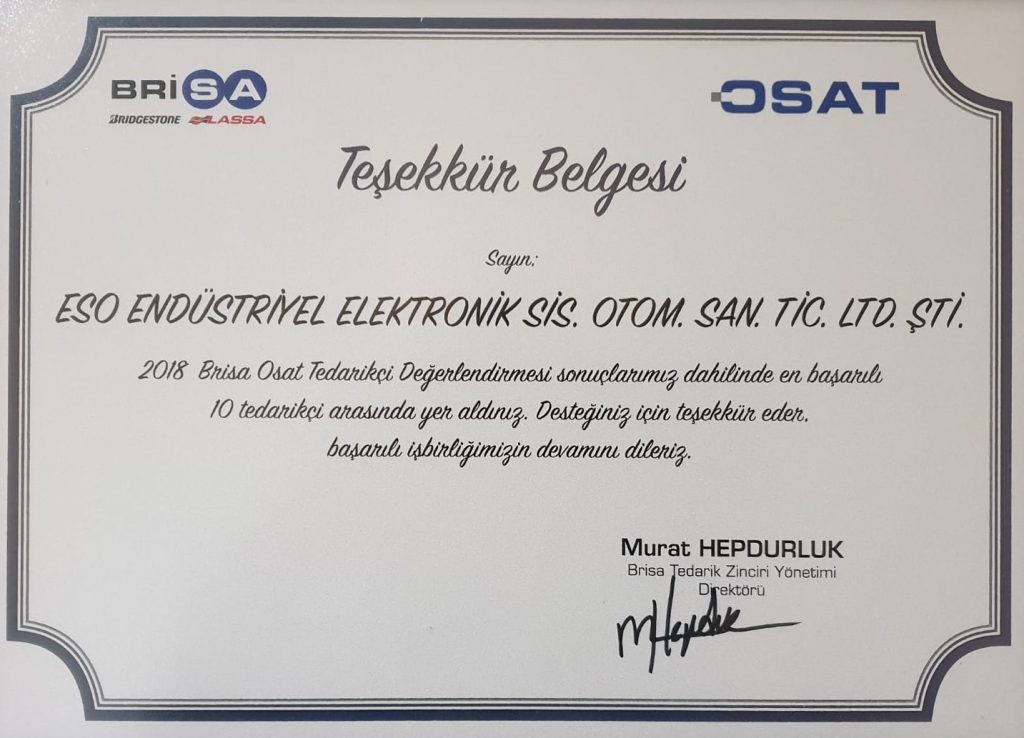 BRİSA
BRIDGESTONE LASSA
OSAT
Teşekkür Belgesi
Sayın:
ESO ENDÜSTRİYEL ELEKTRONİK SİS. OTOM. SAN. TİC. LTD. ŞTİ.
2018 Brisa Osat Tedarikçi Değerlendirmesi sonuçlarımız dahilinde en başarılı
10 tedarikçi arasında yer aldınız. Desteğiniz için teşekkür eder,
başarılı işbirliğimizin devamını dileriz.
Murat HEPDURLUK
Brisa Tedarik Zinciri Yönetimi
Direktörü